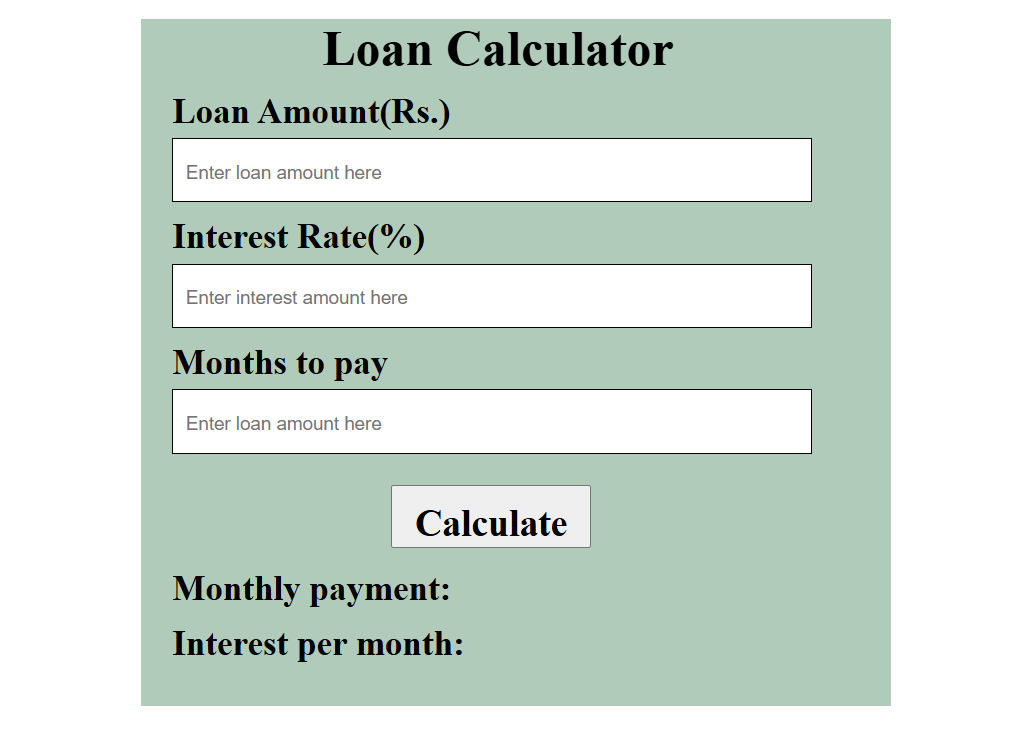 Loan Calculator
Loan Amount(Rs.)
Enter loan amount here
Interest Rate(%)
Enter interest amount here
Months to pay
Enter loan amount here
Calculate
Monthly payment:
Interest per month: